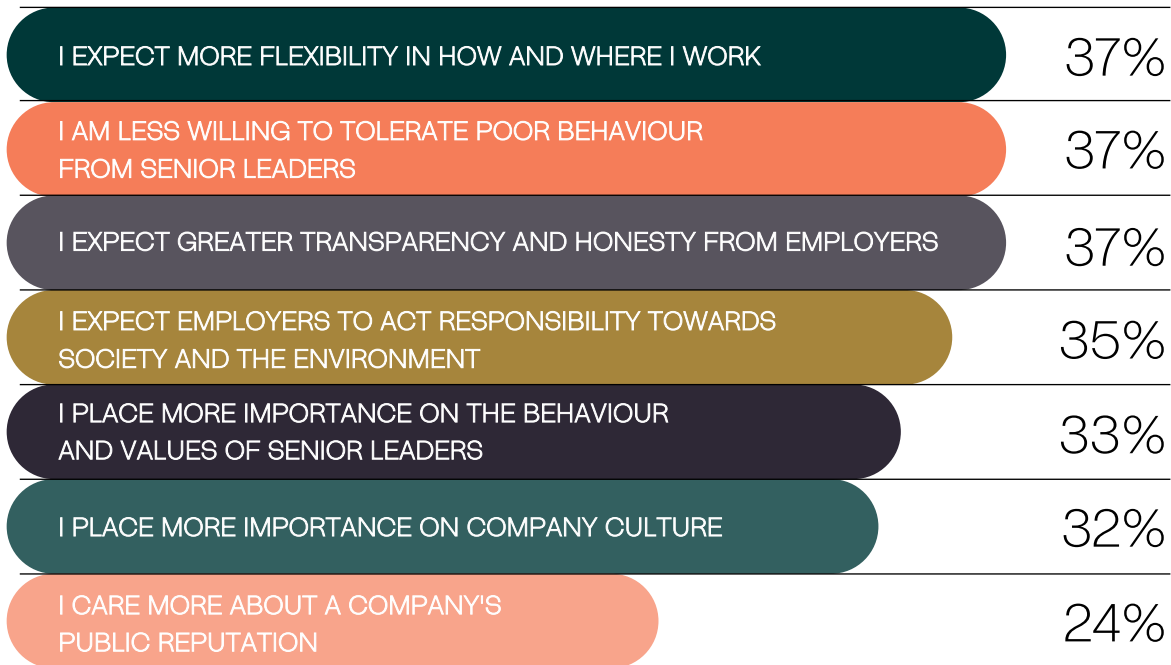 I EXPECT MORE FLEXIBILITY IN HOW AND WHERE I WORK
37%
I AM LESS WILLING TO TOLERATE POOR BEHAVIOUR
FROM SENIOR LEADERS
37%
I EXPECT GREATER TRANSPARENCY AND HONESTY FROM EMPLOYERS
37%
I EXPECT EMPLOYERS TO ACT RESPONSIBILITY TOWARDS
SOCIETY AND THE ENVIRONMENT
35%
I PLACE MORE IMPORTANCE ON THE BEHAVIOUR
AND VALUES OF SENIOR LEADERS
33%
I PLACE MORE IMPORTANCE ON COMPANY CULTURE
32%
I CARE MORE ABOUT A COMPANY'S
PUBLIC REPUTATION
24%